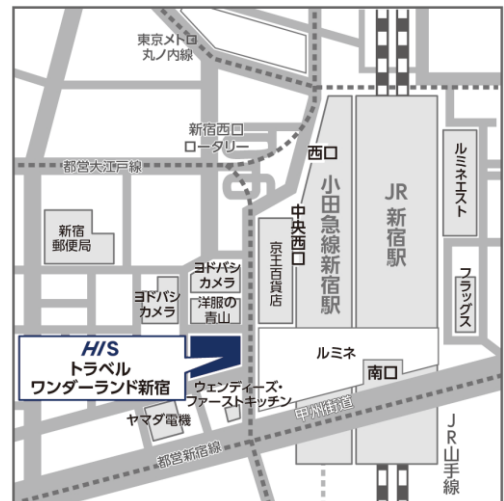 東京メトロ
丸ノ内線
新宿西口
ロータリー
都営大江戸線
西口
小田急線新宿駅
JR 新宿駅
ルミネエスト
中央西口
新宿
郵便局
京王百貨店
ヨドバシ
カメラ
ヨドバシ
カメラ
洋服の
青山
フラッグス
H/S
トラベル
ワンダーランド新宿
ルミネ
南口
ウェンディーズ・
ファーストキッチン
ヤマダ電機
甲州街道
都営新宿線
JR山手線